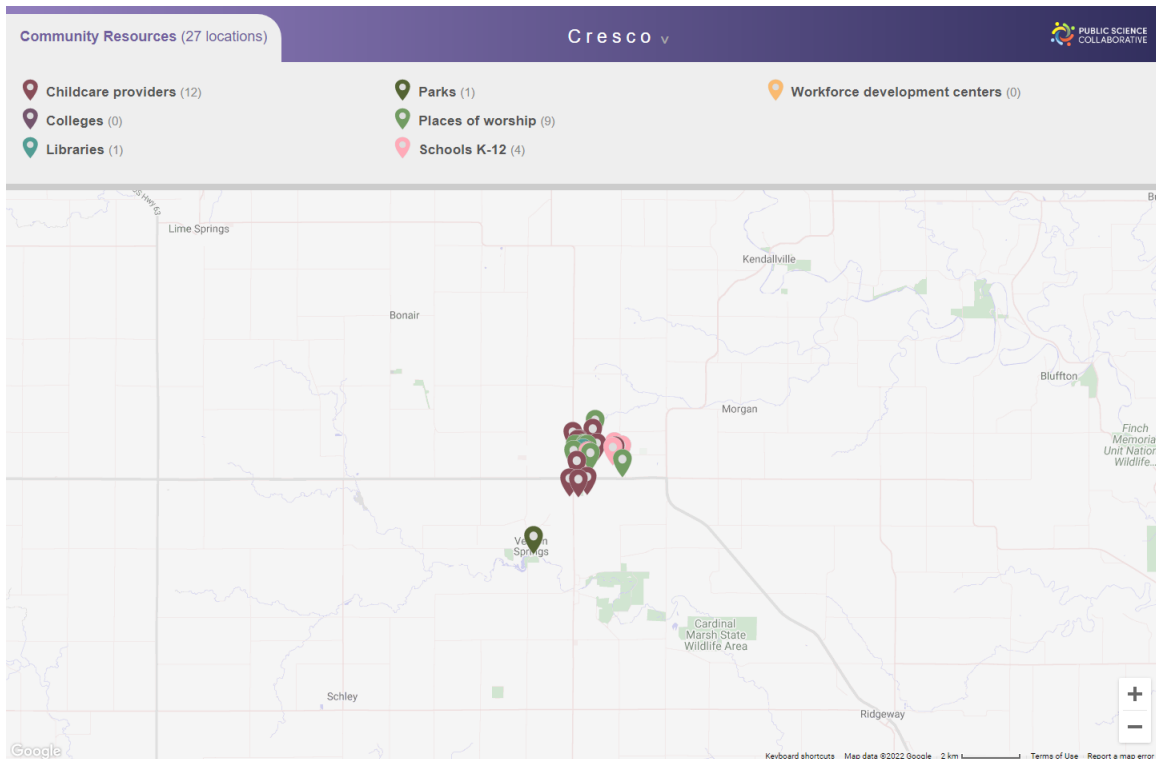 Community Resources (27 locations)
Cresco v
PUBLIC SCIENCE
COLLABORATIVE
Childcare providers (12)
Parks (1)
Workforce development centers (0)
Colleges (0)
Places of worship (9)
Libraries (1)
Schools K-12 (4)
US Hwy 63
Lime Springs
Kendallville
Bonair
Bluffton
Morgan
Finch
Memoria
Unit Nation
Wildlife...
Springs
Cardinal
Marsh State
Wildlife Area
Schley
Ridgeway
+
−
Google
Keyboard shortcuts Map data ©2022 Google 2 km Terms of Use Report a map error